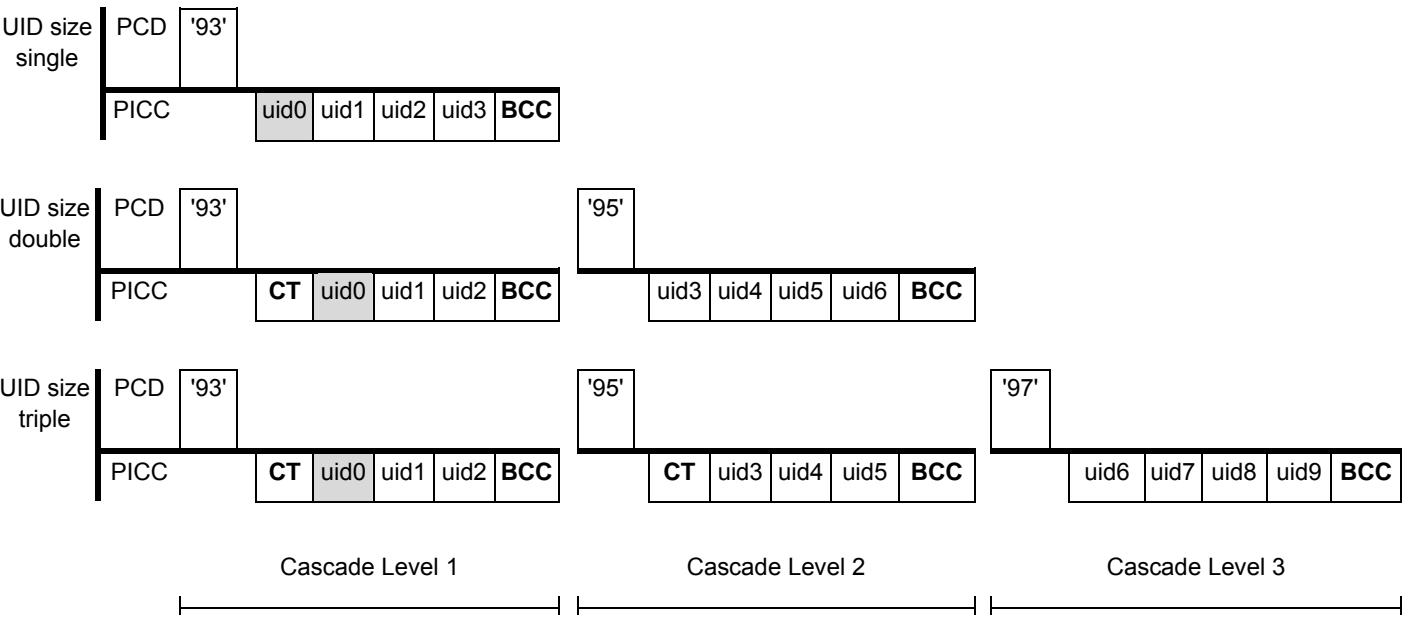 UID size PCD '93'
single
PICC uid0 uid1 uid2 uid3 BCC
UID size PCD '93' '95'
double
PICC CT uid0 uid1 uid2 BCC uid3 uid4 uid5 uid6 BCC
UID size PCD '93' '95' '97'
triple
PICC CT uid0 uid1 uid2 BCC CT uid3 uid4 uid5 BCC uid6 uid7 uid8 uid9 BCC
Cascade Level 1 Cascade Level 2 Cascade Level 3